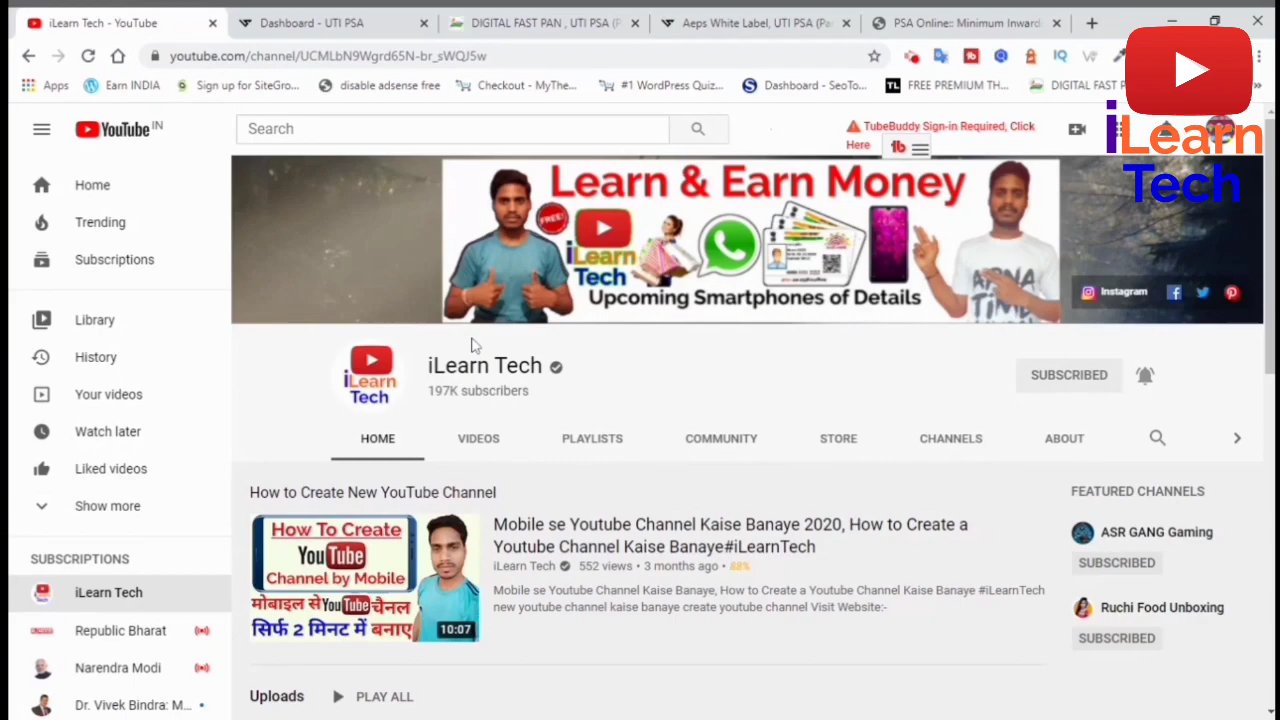 iLearn Tech - YouTube
Dashboard - UTI PSA
DIGITAL FAST PAN , UTI PSA (P
Aeps White Label, UTI PSA (Pa
PSA Online:: Minimum Inward
youtube.com/channel/UCMLbN9Wgrd65N-br_sWQJ5w
Apps
Earn INDIA
Sign up for SiteGro...
disable adsense free
Checkout - MyThe...
#1 WordPress Quiz...
Dashboard - SeoTo...
TL
FREE PREMIUM TH...
DIGITAL FAST P
iLearn
Tech
YouTube IN
Search
TubeBuddy Sign-in Required, Click
Here
tb
Home
Trending
Subscriptions
Library
History
Your videos
Watch later
Liked videos
Show more
SUBSCRIPTIONS
iLearn Tech
Republic Bharat
Narendra Modi
Dr. Vivek Bindra: M...
Learn & Earn Money
FREE!
iLearn
Tech
Upcoming Smartphones of Details
APNA
TIME
Instagram
iLearn
Tech
iLearn Tech
197K subscribers
SUBSCRIBED
HOME
VIDEOS
PLAYLISTS
COMMUNITY
STORE
CHANNELS
ABOUT
How to Create New YouTube Channel
How To Create
YouTube
Channel by Mobile
मोबाइल से YouTube चैनल
सिर्फ 2 मिनट में बनाए
10:07
Mobile se Youtube Channel Kaise Banaye 2020, How to Create a
Youtube Channel Kaise Banaye#iLearnTech
iLearn Tech 552 views • 3 months ago • 88%
Mobile se Youtube Channel Kaise Banaye, How to Create a Youtube Channel Kaise Banaye #iLearnTech
new youtube channel kaise banaye create youtube channel Visit Website:-
FEATURED CHANNELS
ASR GANG Gaming
SUBSCRIBED
Ruchi Food Unboxing
SUBSCRIBED
Uploads
PLAY ALL